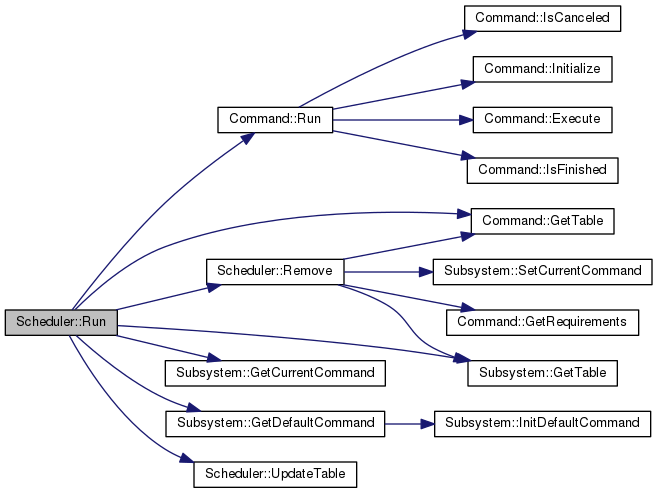 Command::IsCanceled
Command::Initialize
Command::Run
Command::Execute
Command::IsFinished
Command::GetTable
Scheduler::Remove
Subsystem::SetCurrentCommand
Scheduler::Run
Command::GetRequirements
Subsystem::GetCurrentCommand
Subsystem::GetTable
Subsystem::GetDefaultCommand
Subsystem::InitDefaultCommand
Scheduler::UpdateTable